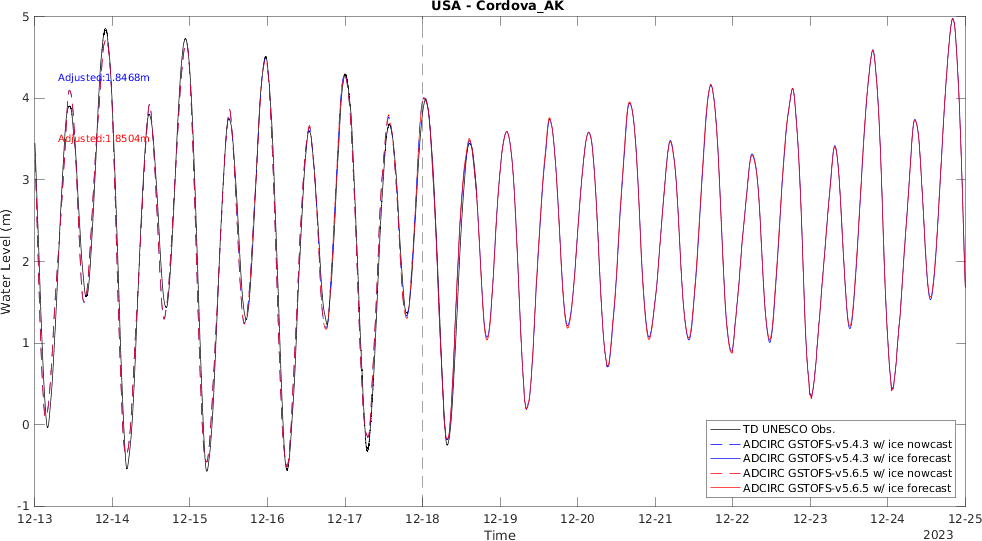 USA - Cordova_AK
5
4
3
2
1
0
-1
Water Level (m)
Adjusted:1.8468m
Adjusted:1.8504m
TD UNESCO Obs.
ADCIRC GSTOFS-v5.4.3 w/ ice nowcast
ADCIRC GSTOFS-v5.4.3 w/ ice forecast
ADCIRC GSTOFS-v5.6.5 w/ ice nowcast
ADCIRC GSTOFS-v5.6.5 w/ ice forecast
12-13 12-14 12-15 12-16 12-17 12-18 12-19 12-20 12-21 12-22 12-23 12-24 12-25
Time
2023